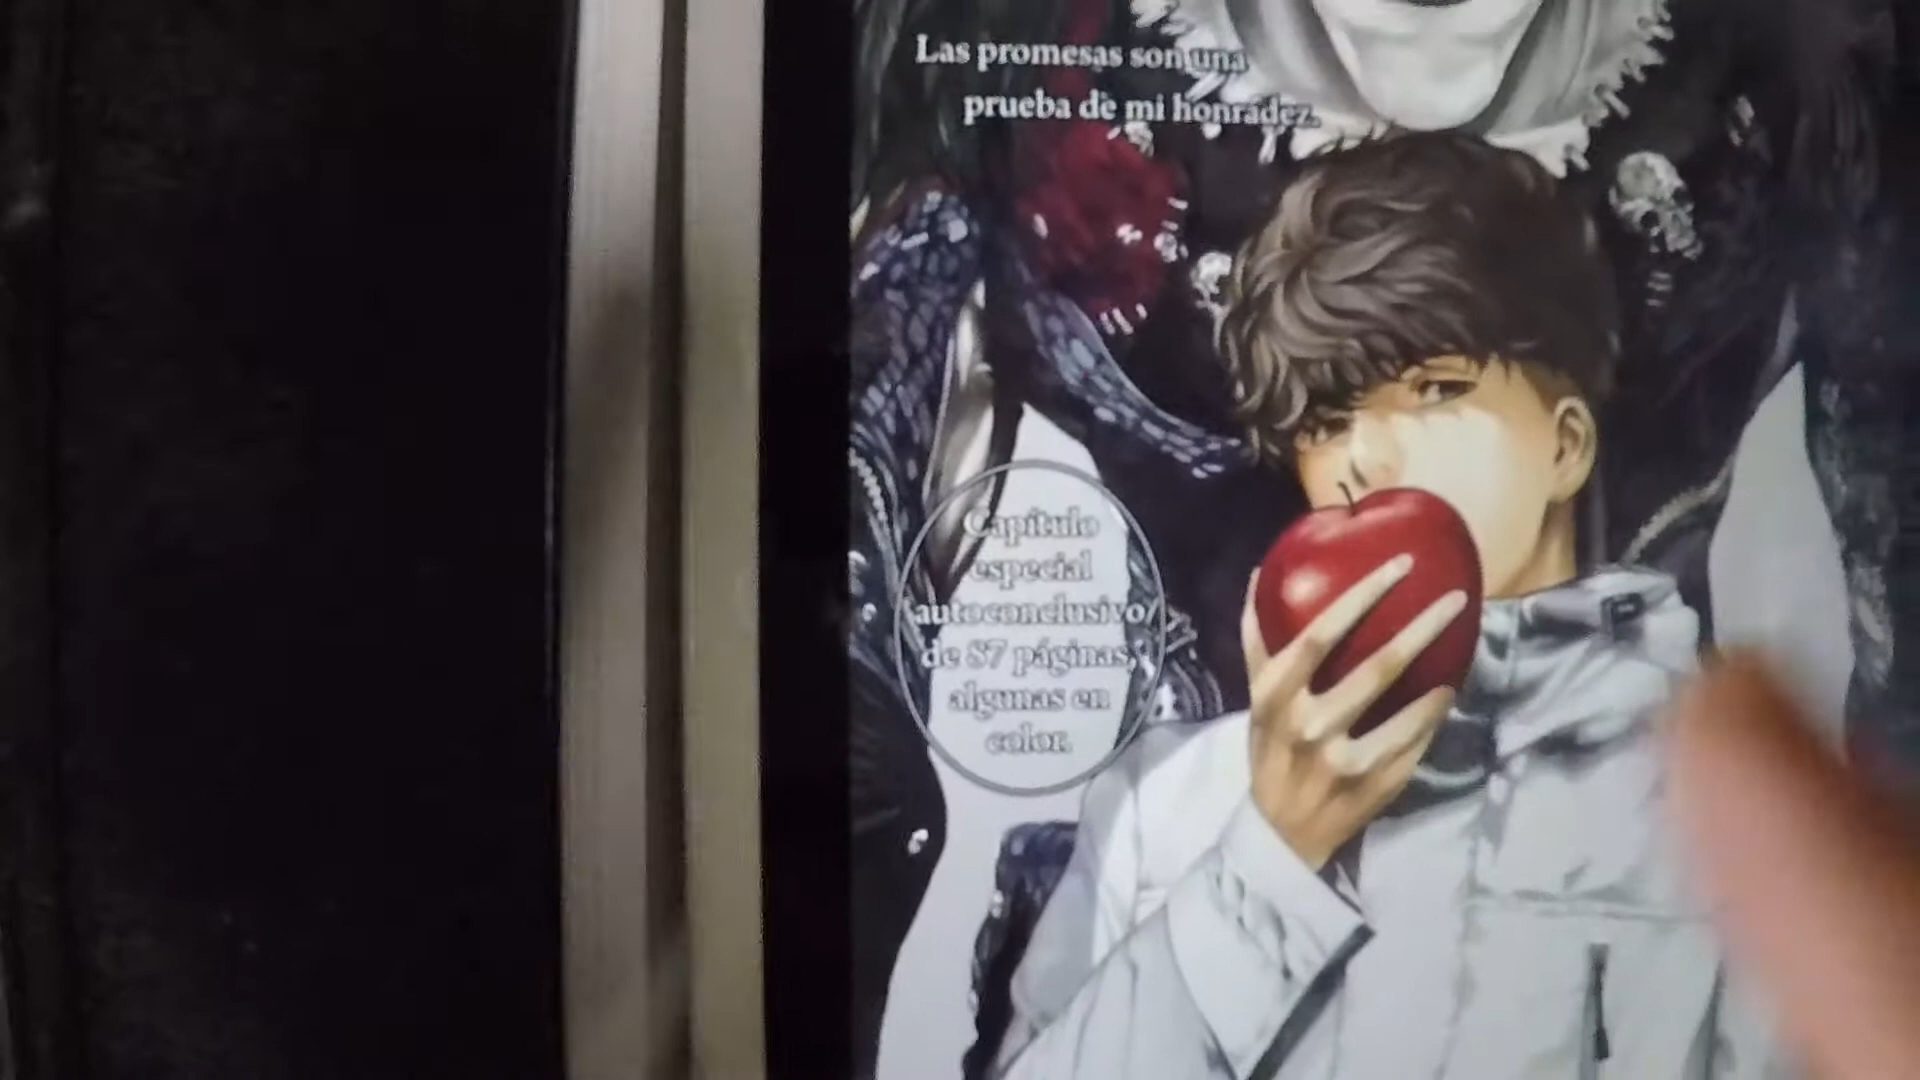 Las promesas son una
prueba de mi honradez.
Capítulo
especial
autoconclusivo
de 87 páginas,
algunas en
color.